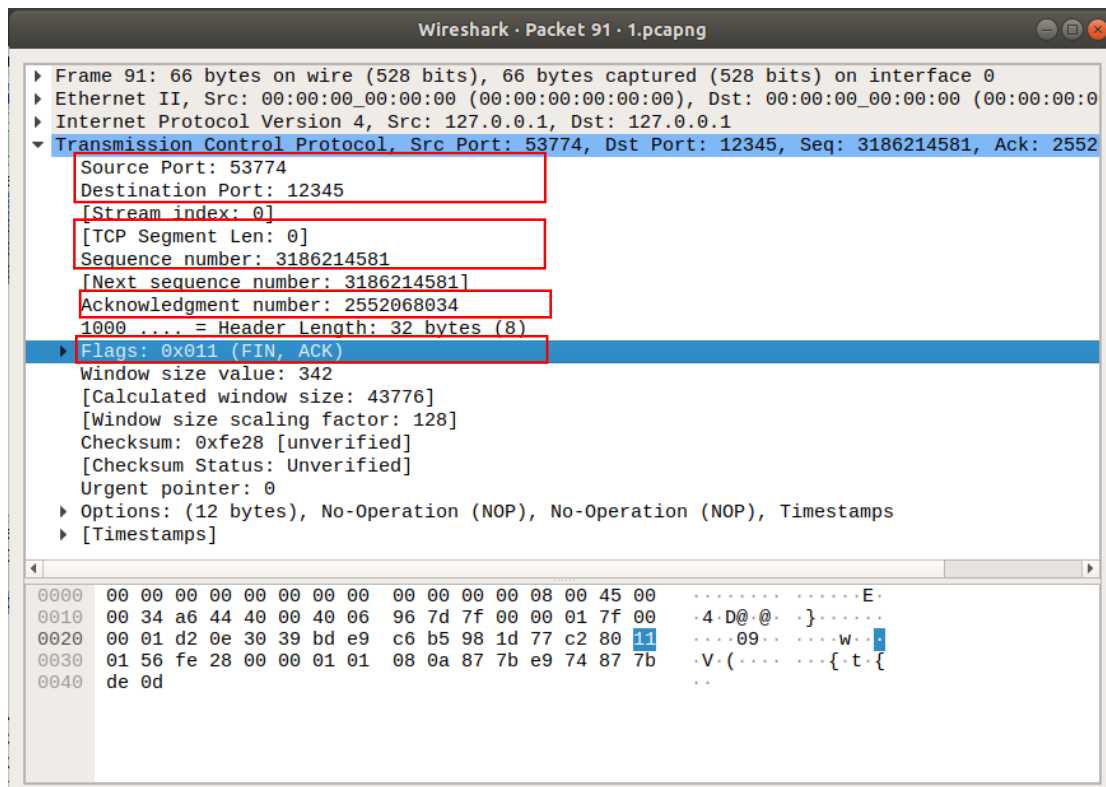 Wireshark · Packet 91 · 1.pcapng
Frame 91: 66 bytes on wire (528 bits), 66 bytes captured (528 bits) on interface 0
Ethernet II, Src: 00:00:00_00:00:00 (00:00:00:00:00:00), Dst: 00:00:00_00:00:00 (00:00:00:0
Internet Protocol Version 4, Src: 127.0.0.1, Dst: 127.0.0.1
Transmission Control Protocol, Src Port: 53774, Dst Port: 12345, Seq: 3186214581, Ack: 2552
Source Port: 53774
Destination Port: 12345
[Stream index: 0]
[TCP Segment Len: 0]
Sequence number: 3186214581
[Next sequence number: 3186214581]
Acknowledgment number: 2552068034
1000 .... = Header Length: 32 bytes (8)
Flags: 0x011 (FIN, ACK)
Window size value: 342
[Calculated window size: 43776]
[Window size scaling factor: 128]
Checksum: 0xfe28 [unverified]
[Checksum Status: Unverified]
Urgent pointer: 0
Options: (12 bytes), No-Operation (NOP), No-Operation (NOP), Timestamps
[Timestamps]
0000 00 00 00 00 00 00 00 00 00 00 00 00 08 00 45 00 ········ ······E·
0010 00 34 a6 44 40 00 40 06 96 7d 7f 00 00 01 7f 00 ·4·D@·@· ·}······
0020 00 01 d2 0e 30 39 bd e9 c6 b5 98 1d 77 c2 80 11 ····09·· ····w···
0030 01 56 fe 28 00 00 01 01 08 0a 87 7b e9 74 87 7b ·V·(···· ···{·t·{
0040 de 0d ··